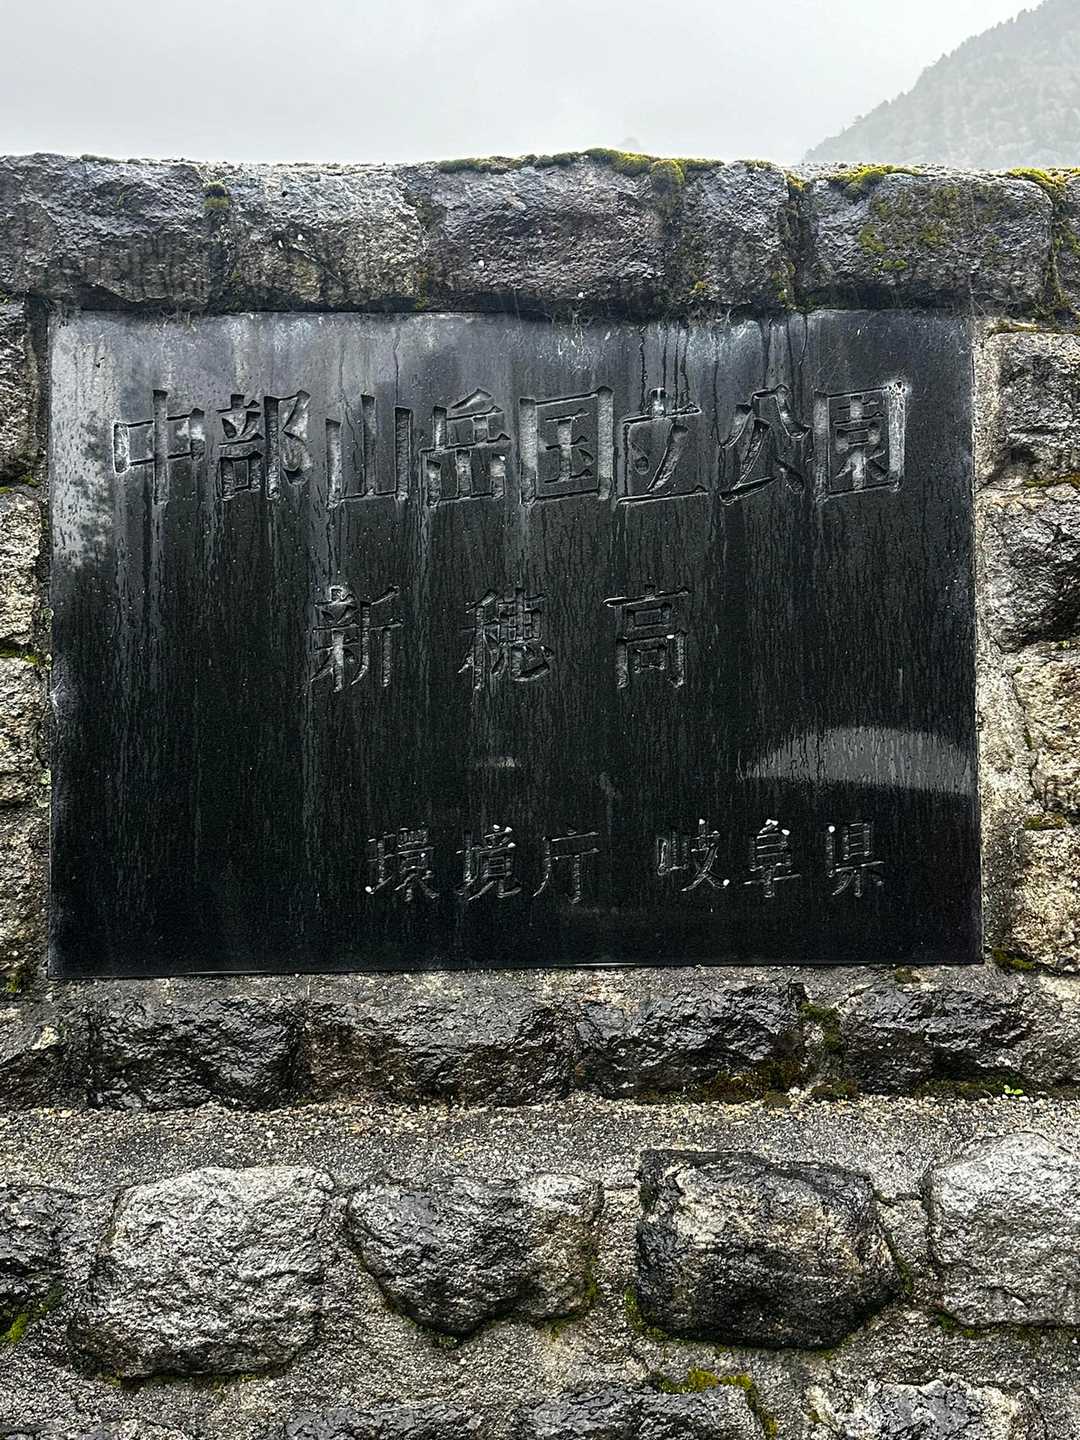 中部山岳国立公園
新穂高
環境庁 岐阜県